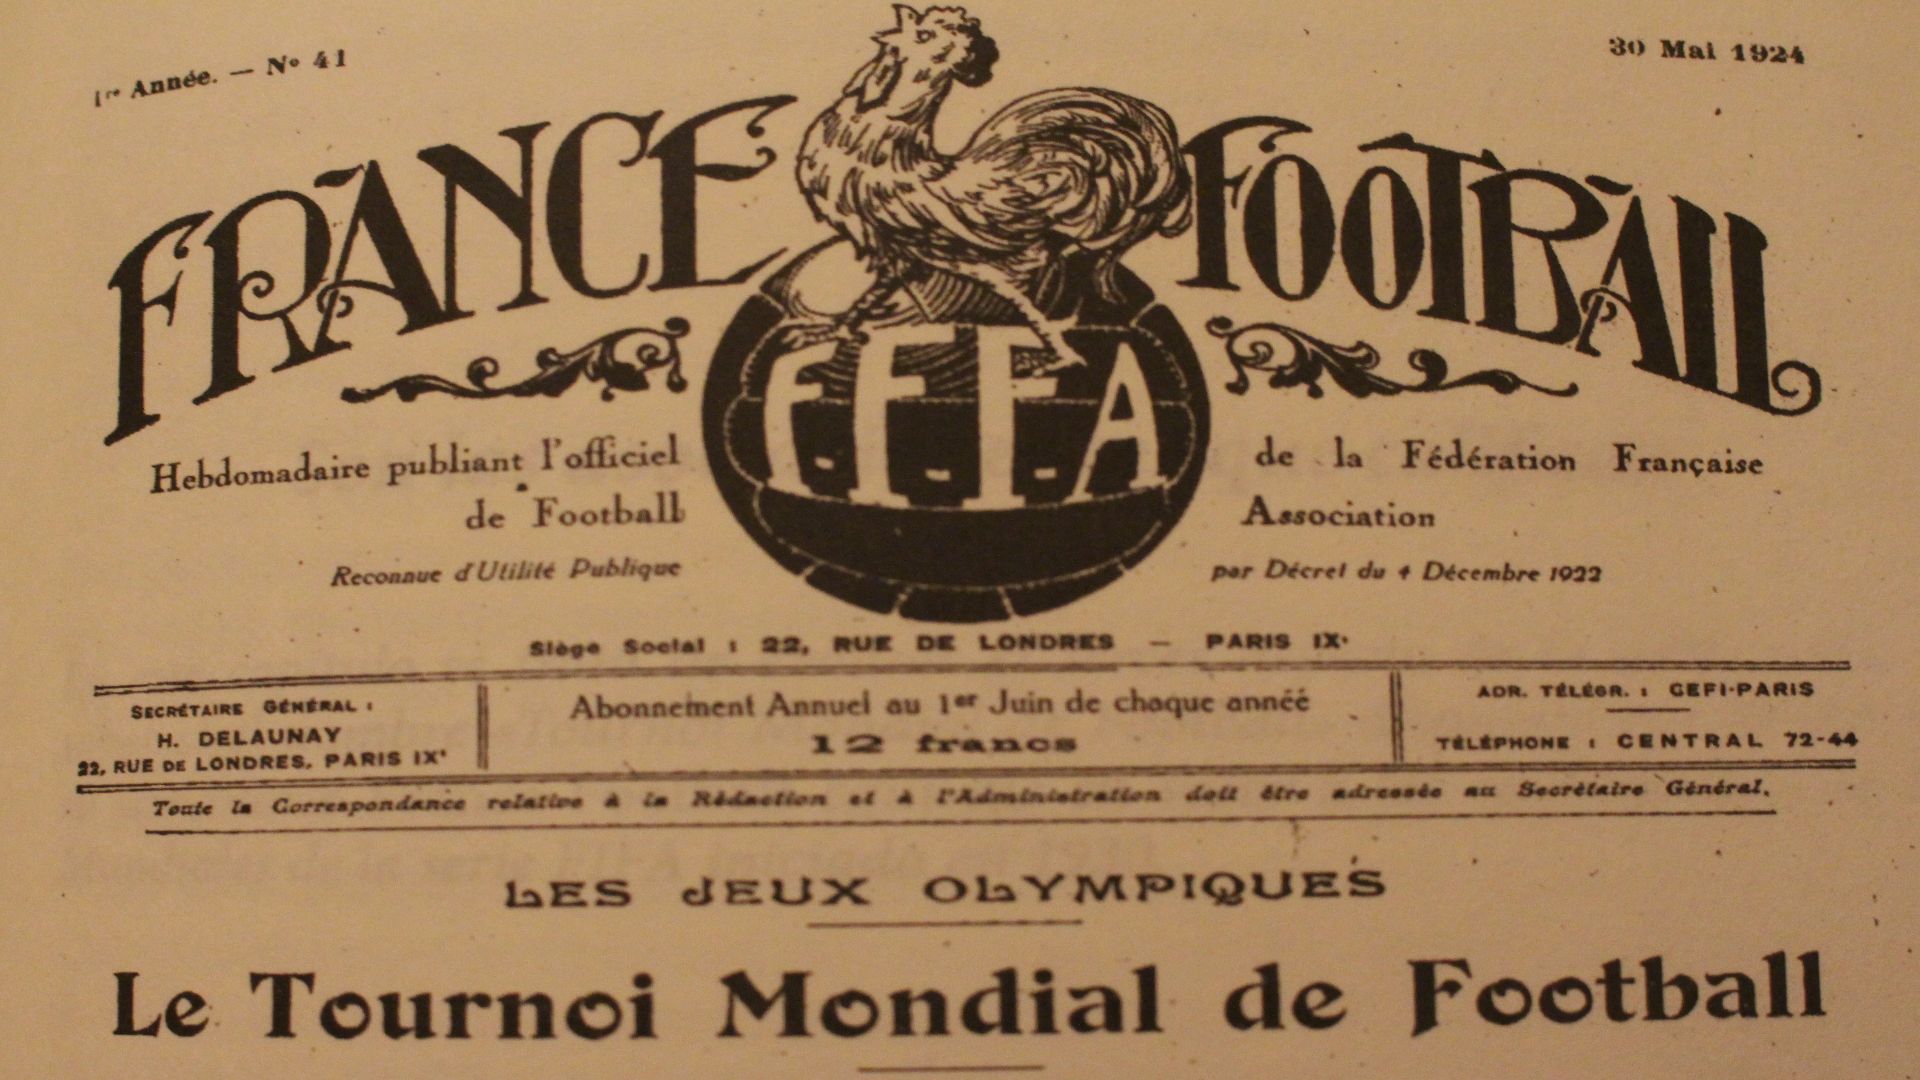 1re Année. — No 41
30 Mai 1924
FRANCE FOOTBALL
F.F.F.A
Hebdomadaire publiant l'officiel de la Fédération Française
de Football Association
Reconnue d'Utilité Publique par Décret du 4 Décembre 1922
Siège Social : 22, RUE DE LONDRES — PARIS IXe
SECRÉTAIRE GÉNÉRAL :
H. DELAUNAY
22, RUE DE LONDRES, PARIS IXe
Abonnement Annuel au 1er Juin de chaque année
12 francs
ADR. TÉLÉGR. : CEFI-PARIS
TÉLÉPHONE : CENTRAL 72-44
Toute la Correspondance relative à la Rédaction et à l'Administration doit être adressée au Secrétaire Général.
LES JEUX OLYMPIQUES
Le Tournoi Mondial de Football